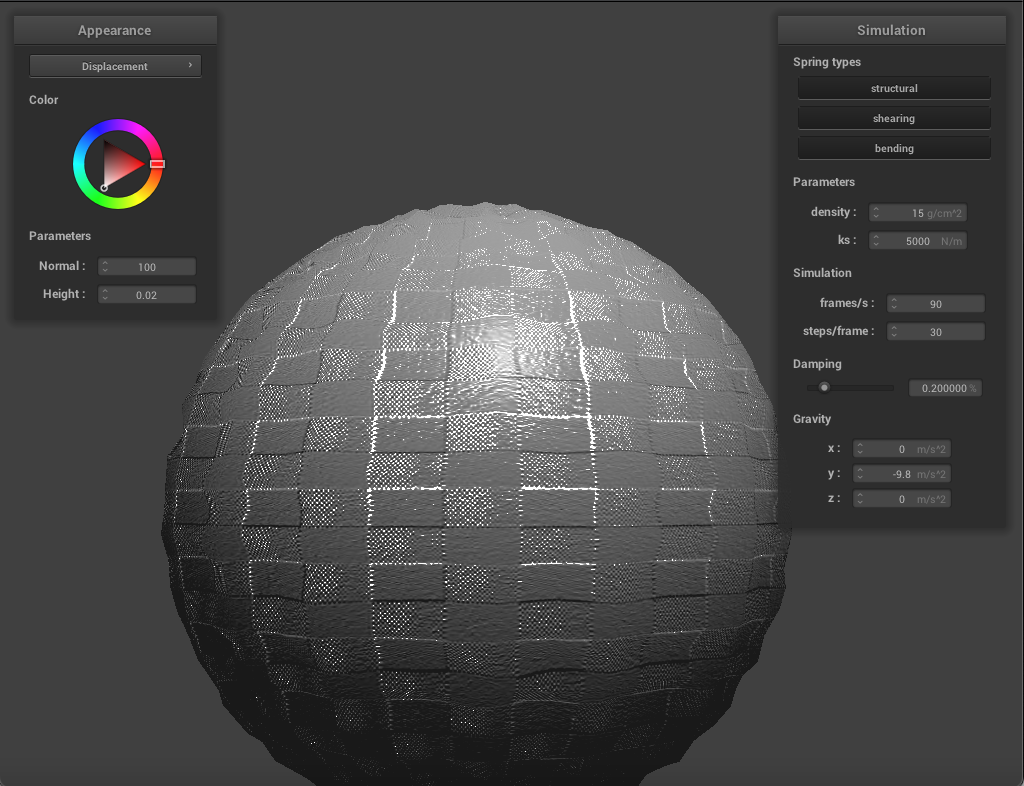 Appearance
Displacement
Color
Parameters
Normal : 100
Height : 0.02
Simulation
Spring types
structural
shearing
bending
Parameters
density : 15 g/cm^2
ks : 5000 N/m
Simulation
frames/s : 90
steps/frame : 30
Damping
0.200000 %
Gravity
x : 0 m/s^2
y : -9.8 m/s^2
z : 0 m/s^2